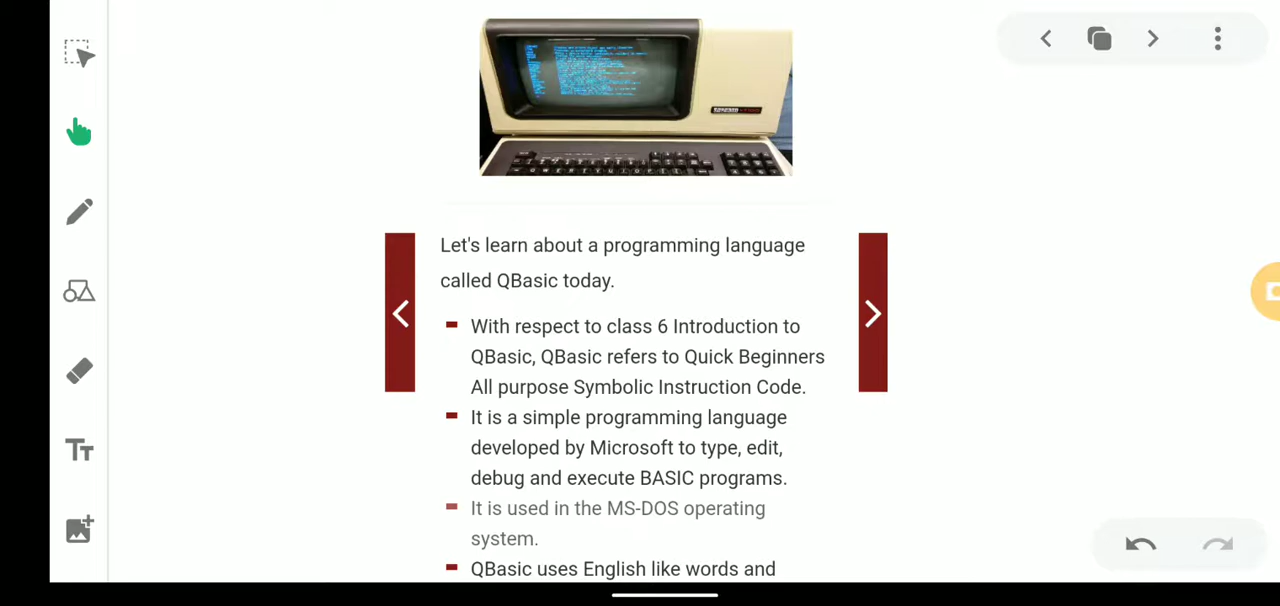 Let's learn about a programming language
called QBasic today.
With respect to class 6 Introduction to
QBasic, QBasic refers to Quick Beginners
All purpose Symbolic Instruction Code.
It is a simple programming language
developed by Microsoft to type, edit,
debug and execute BASIC programs.
It is used in the MS-DOS operating
system.
QBasic uses English like words and
Tт